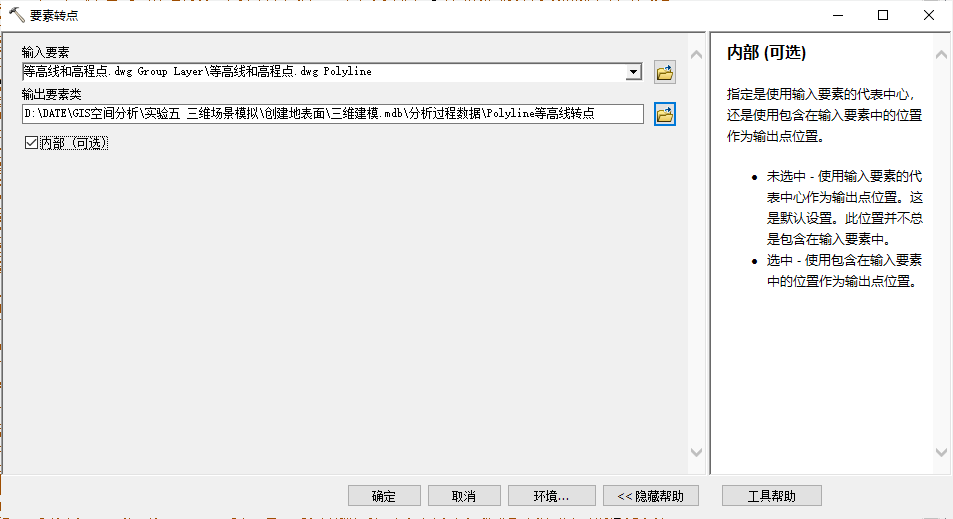 要素转点
输入要素
等高线和高程点.dwg Group Layer\等高线和高程点.dwg Polyline
输出要素类
D:\DATE\GIS空间分析\实验五 三维场景模拟\创建地表面\三维建模.mdb\分析过程数据\Polyline等高线转点
内部 (可选)
确定
取消
环境...
<< 隐藏帮助
内部 (可选)
指定是使用输入要素的代表中心，
还是使用包含在输入要素中的位置
作为输出点位置。
• 未选中 - 使用输入要素的代
表中心作为输出点位置。这
是默认设置。此位置并不总
是包含在输入要素中。
• 选中 - 使用包含在输入要素
中的位置作为输出点位置。
工具帮助